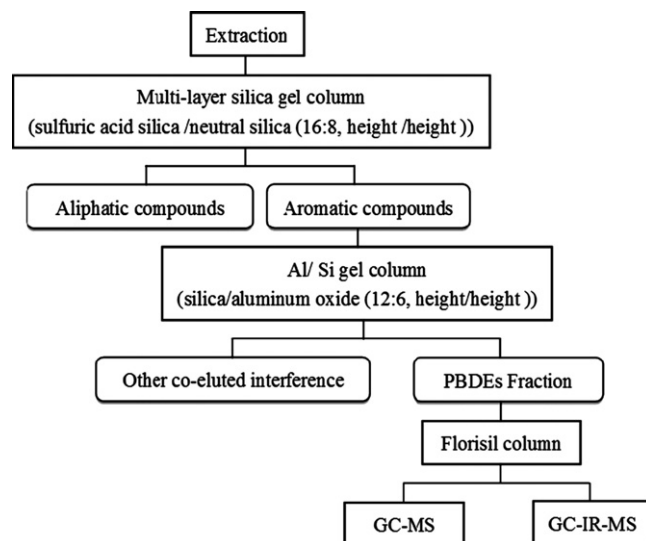 Extraction
Multi-layer silica gel column
(sulfuric acid silica /neutral silica (16:8, height /height ))
Aliphatic compounds
Aromatic compounds
Al/ Si gel column
(silica/aluminum oxide (12:6, height/height ))
Other co-eluted interference
PBDEs Fraction
Florisil column
GC-MS
GC-IR-MS